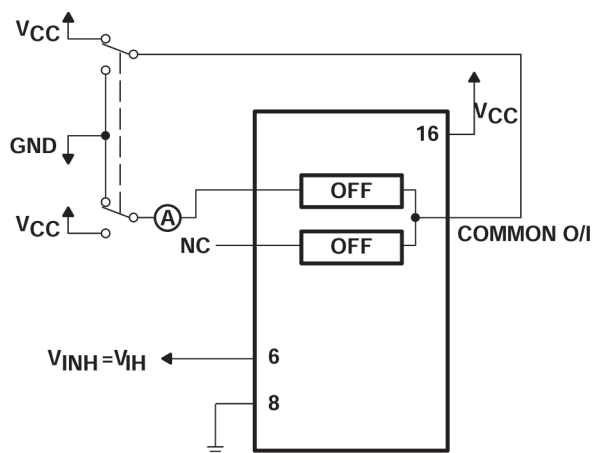 VCC
VCC
16
GND
OFF
VCC
A
COMMON O/I
NC
OFF
VINH=VIH
6
8